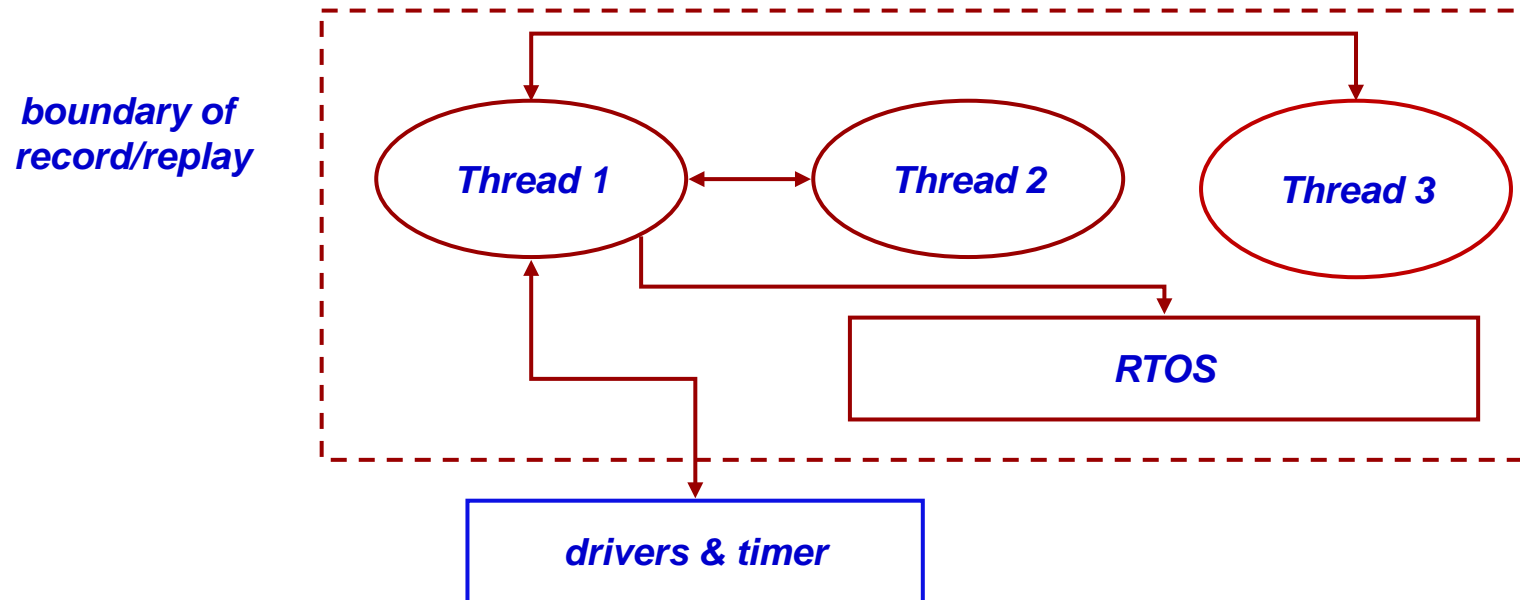 boundary of
record/replay
Thread 1
Thread 2
Thread 3
RTOS
drivers & timer